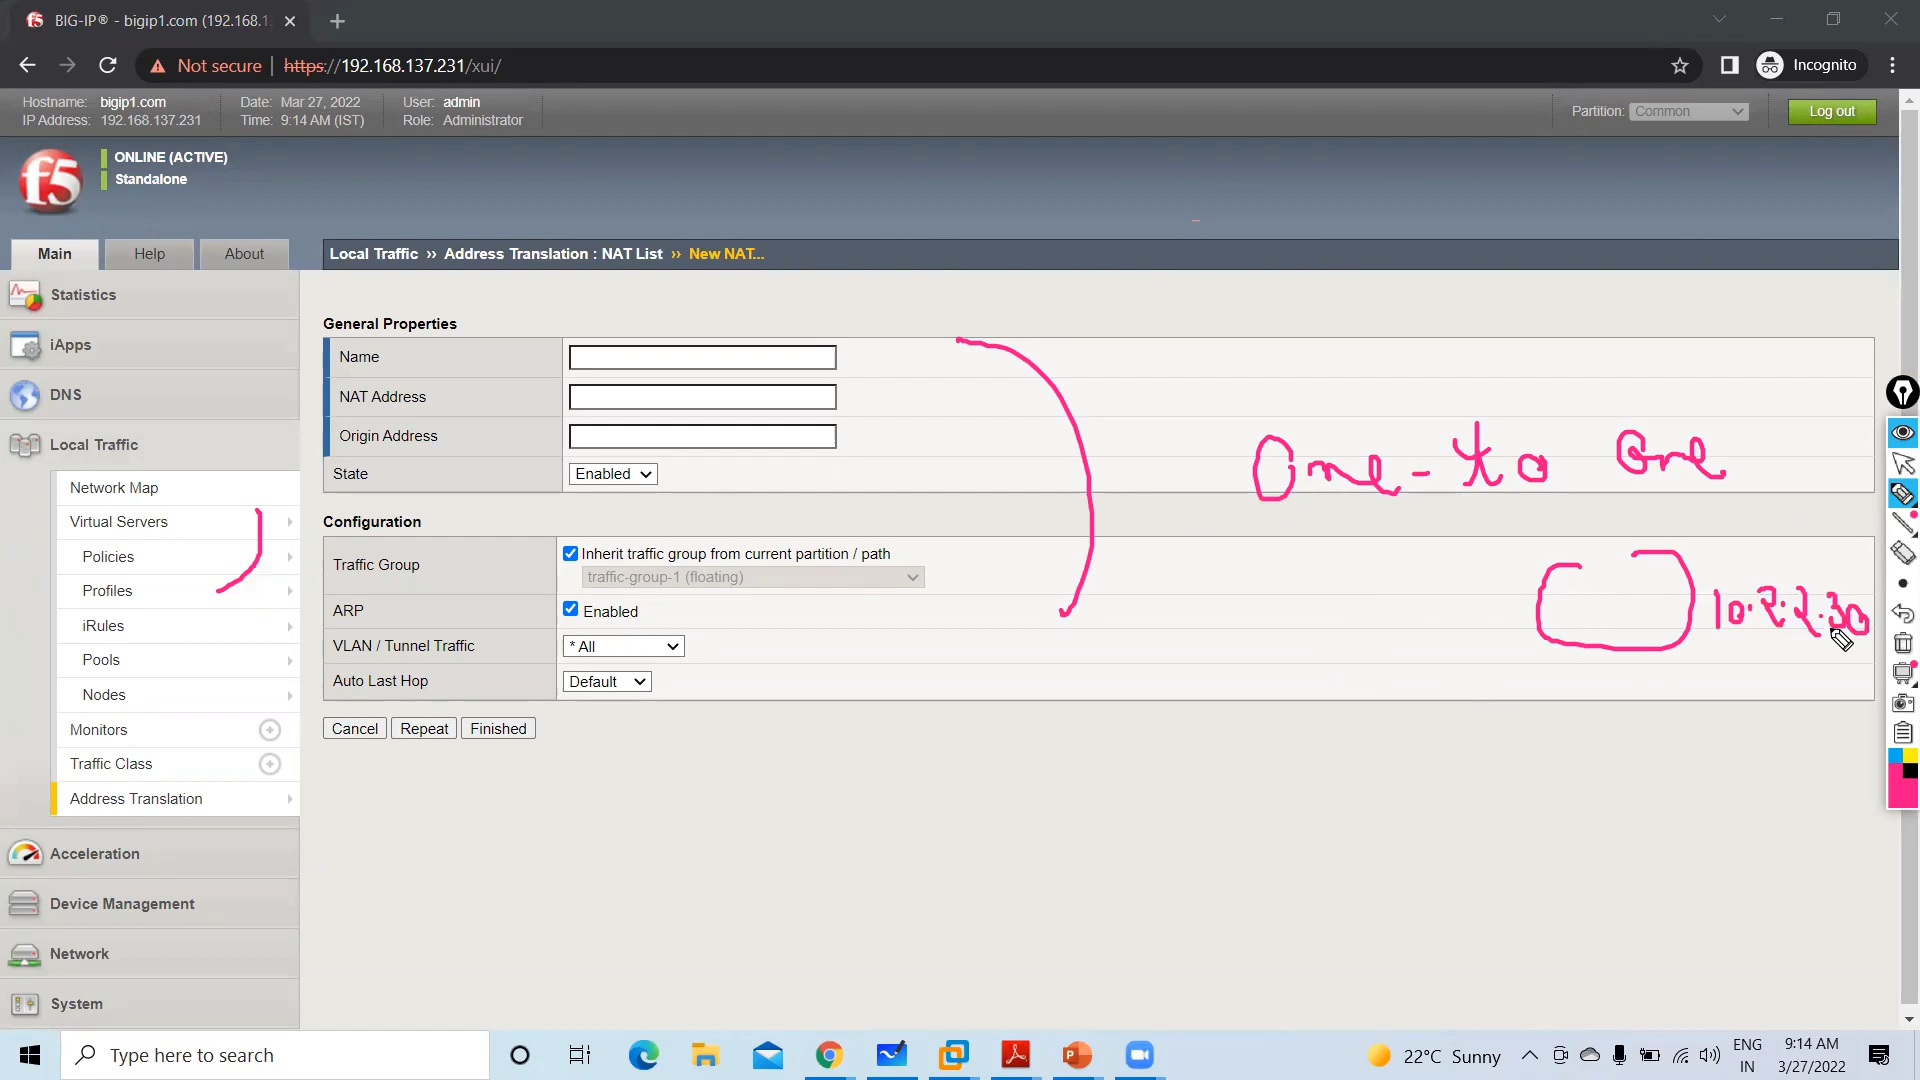 BIG-IP® - bigip1.com (192.168.1
Not secure | https://192.168.137.231/xui/
Incognito
Hostname: bigip1.com Date: Mar 27, 2022 User: admin
IP Address: 192.168.137.231 Time: 9:14 AM (IST) Role: Administrator
Partition: Common
Log out
f5
ONLINE (ACTIVE)
Standalone
Main Help About
Local Traffic ›› Address Translation : NAT List ›› New NAT...
Statistics
iApps
DNS
Local Traffic
Network Map
Virtual Servers
Policies
Profiles
iRules
Pools
Nodes
Monitors
Traffic Class
Address Translation
Acceleration
Device Management
Network
System
General Properties
Name
NAT Address
Origin Address
State Enabled
One - to One
Configuration
Traffic Group Inherit traffic group from current partition / path
traffic-group-1 (floating)
ARP Enabled
10.2.2.30
VLAN / Tunnel Traffic * All
Auto Last Hop Default
Cancel Repeat Finished
Type here to search
22°C Sunny
ENG
IN
9:14 AM
3/27/2022